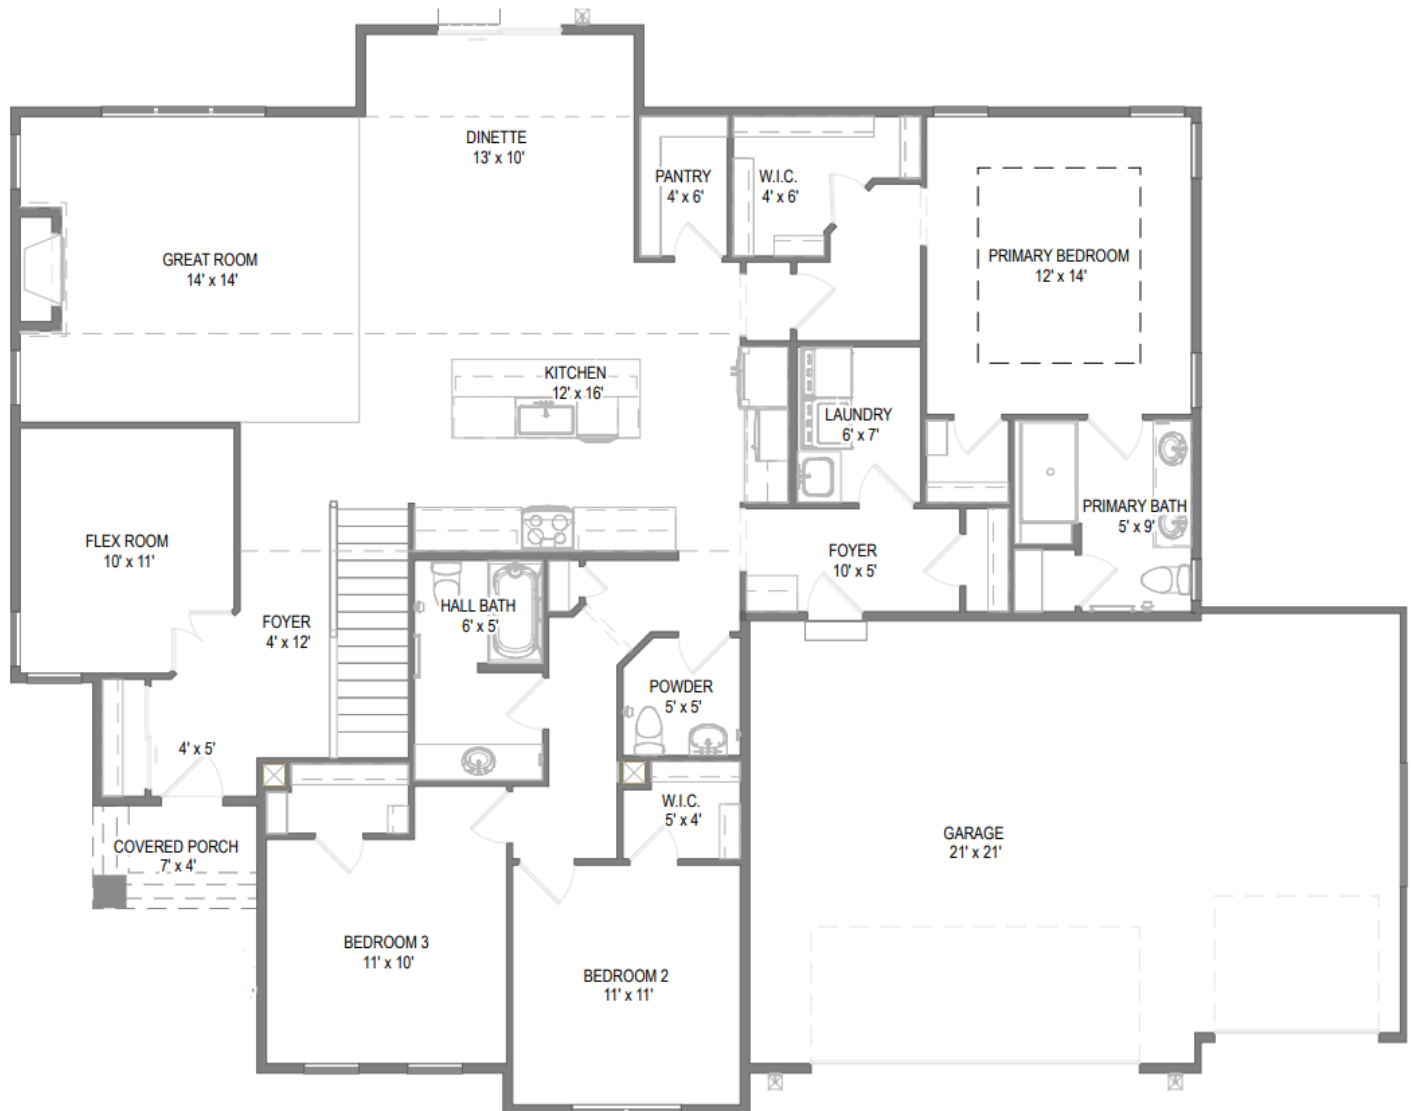 DINETTE
13' x 10'
PANTRY
4' x 6'
W.I.C.
4' x 6'
GREAT ROOM
14' x 14'
PRIMARY BEDROOM
12' x 14'
KITCHEN
12' x 16'
LAUNDRY
6' x 7'
PRIMARY BATH
5' x 9'
FLEX ROOM
10' x 11'
FOYER
10' x 5'
HALL BATH
6' x 5'
FOYER
4' x 12'
POWDER
5' x 5'
4' x 5'
W.I.C.
5' x 4'
COVERED PORCH
7' x 4'
GARAGE
21' x 21'
BEDROOM 3
11' x 10'
BEDROOM 2
11' x 11'